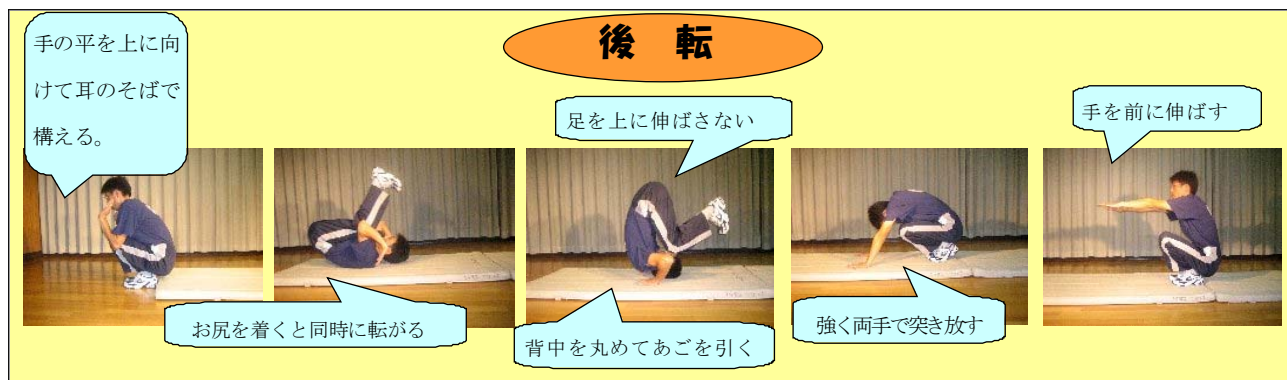 後 転
手の平を上に向
けて耳のそばで
構える。
お尻を着くと同時に転がる
足を上に伸ばさない
背中を丸めてあごを引く
強く両手で突き放す
手を前に伸ばす